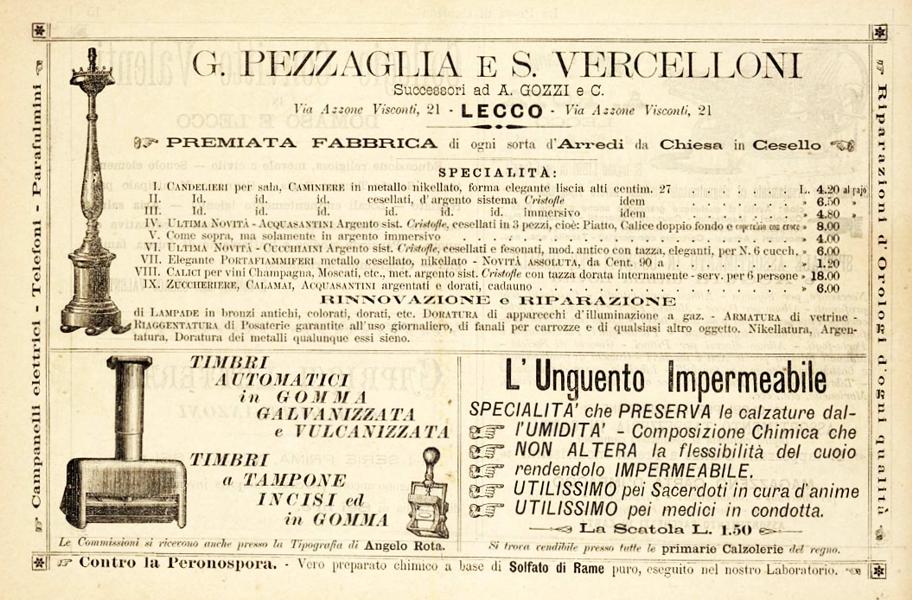 G. PEZZAGLIA E S. VERCELLONI
Successori ad A. GOZZI e C.
Via Azzone Visconti, 21 - LECCO - Via Azzone Visconti, 21
PREMIATA FABBRICA di ogni sorta d'Arredi da Chiesa in Cesello
SPECIALITÀ:
I. CANDELIERI per sala, CAMINIERE in metallo nikellato, forma elegante liscia alti centim. 27 . . . . . . . L. 4.20 al pajo
II. Id. id. id. cesellati, d'argento sistema Cristofle idem . . . . . . » 6.50 »
III. Id. id. id. id. id. immersivo idem . . . . . . » 4.80 »
IV. ULTIMA NOVITÀ - ACQUASANTINI Argento sist. Cristofle, cesellati in 3 pezzi, cioè: Piatto, Calice doppio fondo e coperchio con croce » 8.00
V. Come sopra, ma solamente in argento immersivo . . . . . . » 4.00
VI. ULTIMA NOVITÀ - CUCCHIAINI Argento sist. Cristofle, cesellati e fesonati, mod. antico con tazza, eleganti, per N. 6 cucch. » 6.00
VII. Elegante PORTAFIAMMIFERI metallo cesellato, nikellato - NOVITÀ ASSOLUTA, da Cent. 90 a . . . . . . » 1.20
VIII. CALICI per vini Champagna, Moscati, etc., met. argento sist. Cristofle con tazza dorata internamente - serv. per 6 persone » 18.00
IX. ZUCCHERIERE, CALAMAI, ACQUASANTINI argentati e dorati, cadauno . . . . . . » 6.00
RINNOVAZIONE e RIPARAZIONE
di LAMPADE in bronzi antichi, colorati, dorati, etc. DORATURA di apparecchi d'illuminazione a gaz. - ARMATURA di vetrine -
RIAGGENTATURA di Posaterie garantite all'uso giornaliero, di fanali per carrozze e di qualsiasi altro oggetto. Nikellatura, Argen-
tatura, Doratura dei metalli qualunque essi sieno.
Campanelli elettrici - Telefoni - Parafulmini
Riparazioni d'Orologi d'ogni qualità
TIMBRI
AUTOMATICI
in GOMMA
GALVANIZZATA
e VULCANIZZATA
TIMBRI
a TAMPONE
INCISI ed
in GOMMA
Le Commissioni si ricevono anche presso la Tipografia di Angelo Rota.
L'Unguento Impermeabile
SPECIALITA' che PRESERVA le calzature dal-
l'UMIDITA' - Composizione Chimica che
NON ALTERA la flessibilità del cuoio
rendendolo IMPERMEABILE.
UTILISSIMO pei Sacerdoti in cura d'anime
UTILISSIMO pei medici in condotta.
La Scatola L. 1.50
Si trova vendibile presso tutte le primarie Calzolerie del regno.
Contro la Peronospora. - Vero preparato chimico a base di Solfato di Rame puro, eseguito nel nostro Laboratorio.